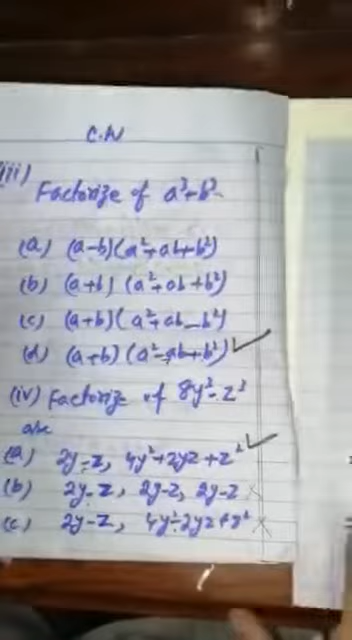 C.W
(iii) Factorize of a³+b³.
(a) (a-b)(a²+ab+b²)
(b) (a+b) (a²+ab+b²)
(c) (a+b)(a²+ab-b²)
(d) (a+b)(a²-ab+b²) ✓
(iv) Factorize of 8y³-z³
are
(a) 2y-z, 4y²+2yz+z² ✓
(b) 2y-z, 2y-z, 2y-z ×
(c) 2y-z, 4y²-2yz+z² ×